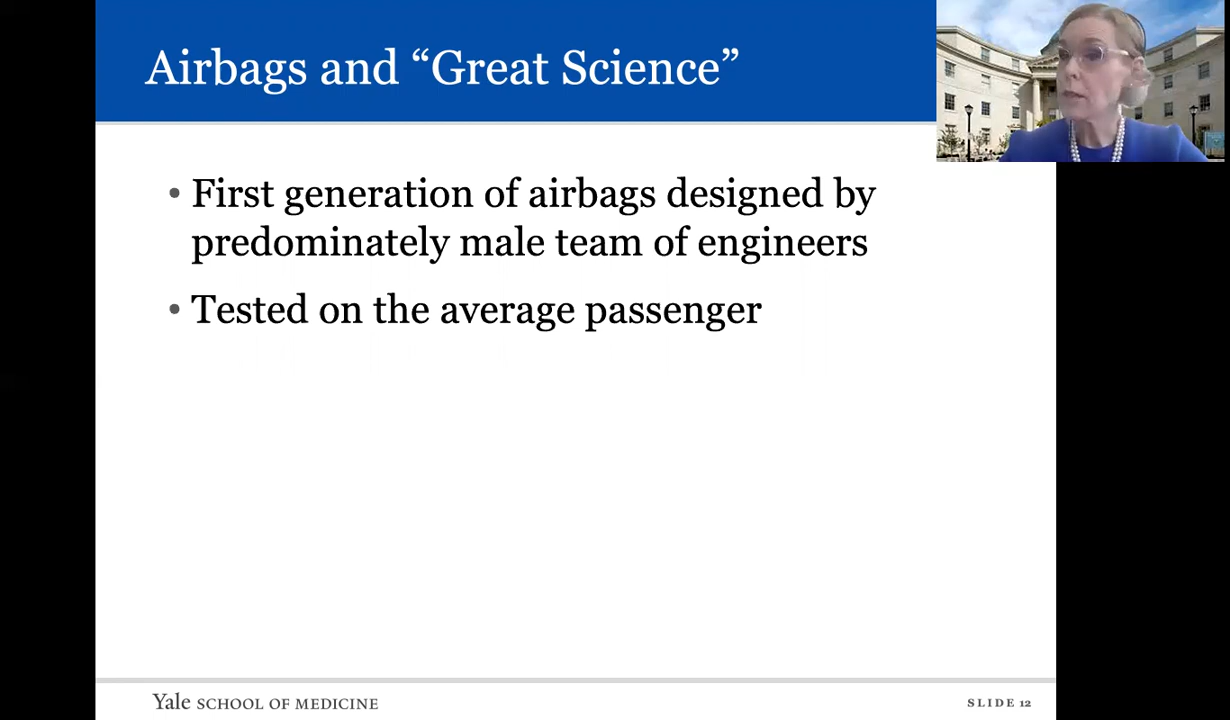 Airbags and “Great Science”
• First generation of airbags designed by
predominately male team of engineers
• Tested on the average passenger
Yale SCHOOL OF MEDICINE
SLIDE 12